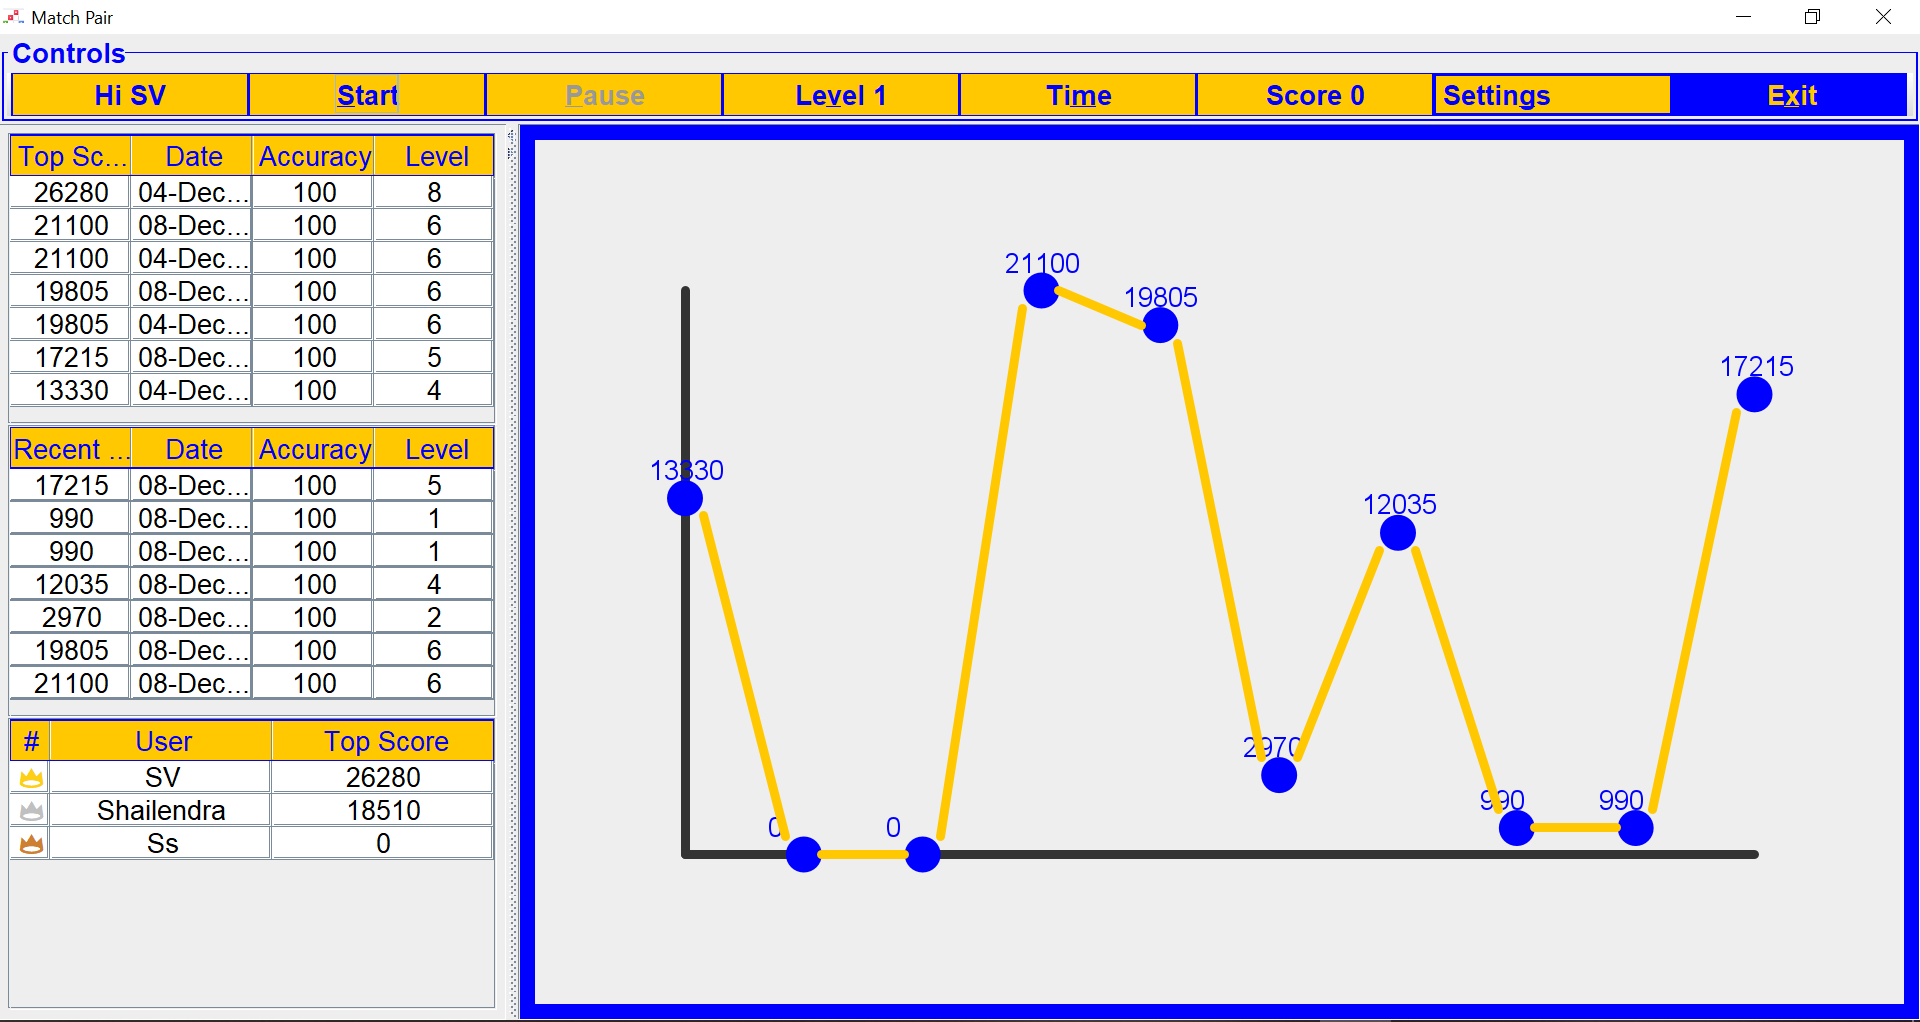 Match Pair
Controls
Hi SV Start Pause Level 1 Time Score 0 Settings Exit
Top Sc... Date Accuracy Level
26280 04-Dec... 100 8
21100 08-Dec... 100 6
21100 04-Dec... 100 6
19805 08-Dec... 100 6
19805 04-Dec... 100 6
17215 08-Dec... 100 5
13330 04-Dec... 100 4
Recent ... Date Accuracy Level
17215 08-Dec... 100 5
990 08-Dec... 100 1
990 08-Dec... 100 1
12035 08-Dec... 100 4
2970 08-Dec... 100 2
19805 08-Dec... 100 6
21100 08-Dec... 100 6
# User Top Score
SV 26280
Shailendra 18510
Ss 0
13330
0
0
21100
19805
2970
12035
990
990
17215